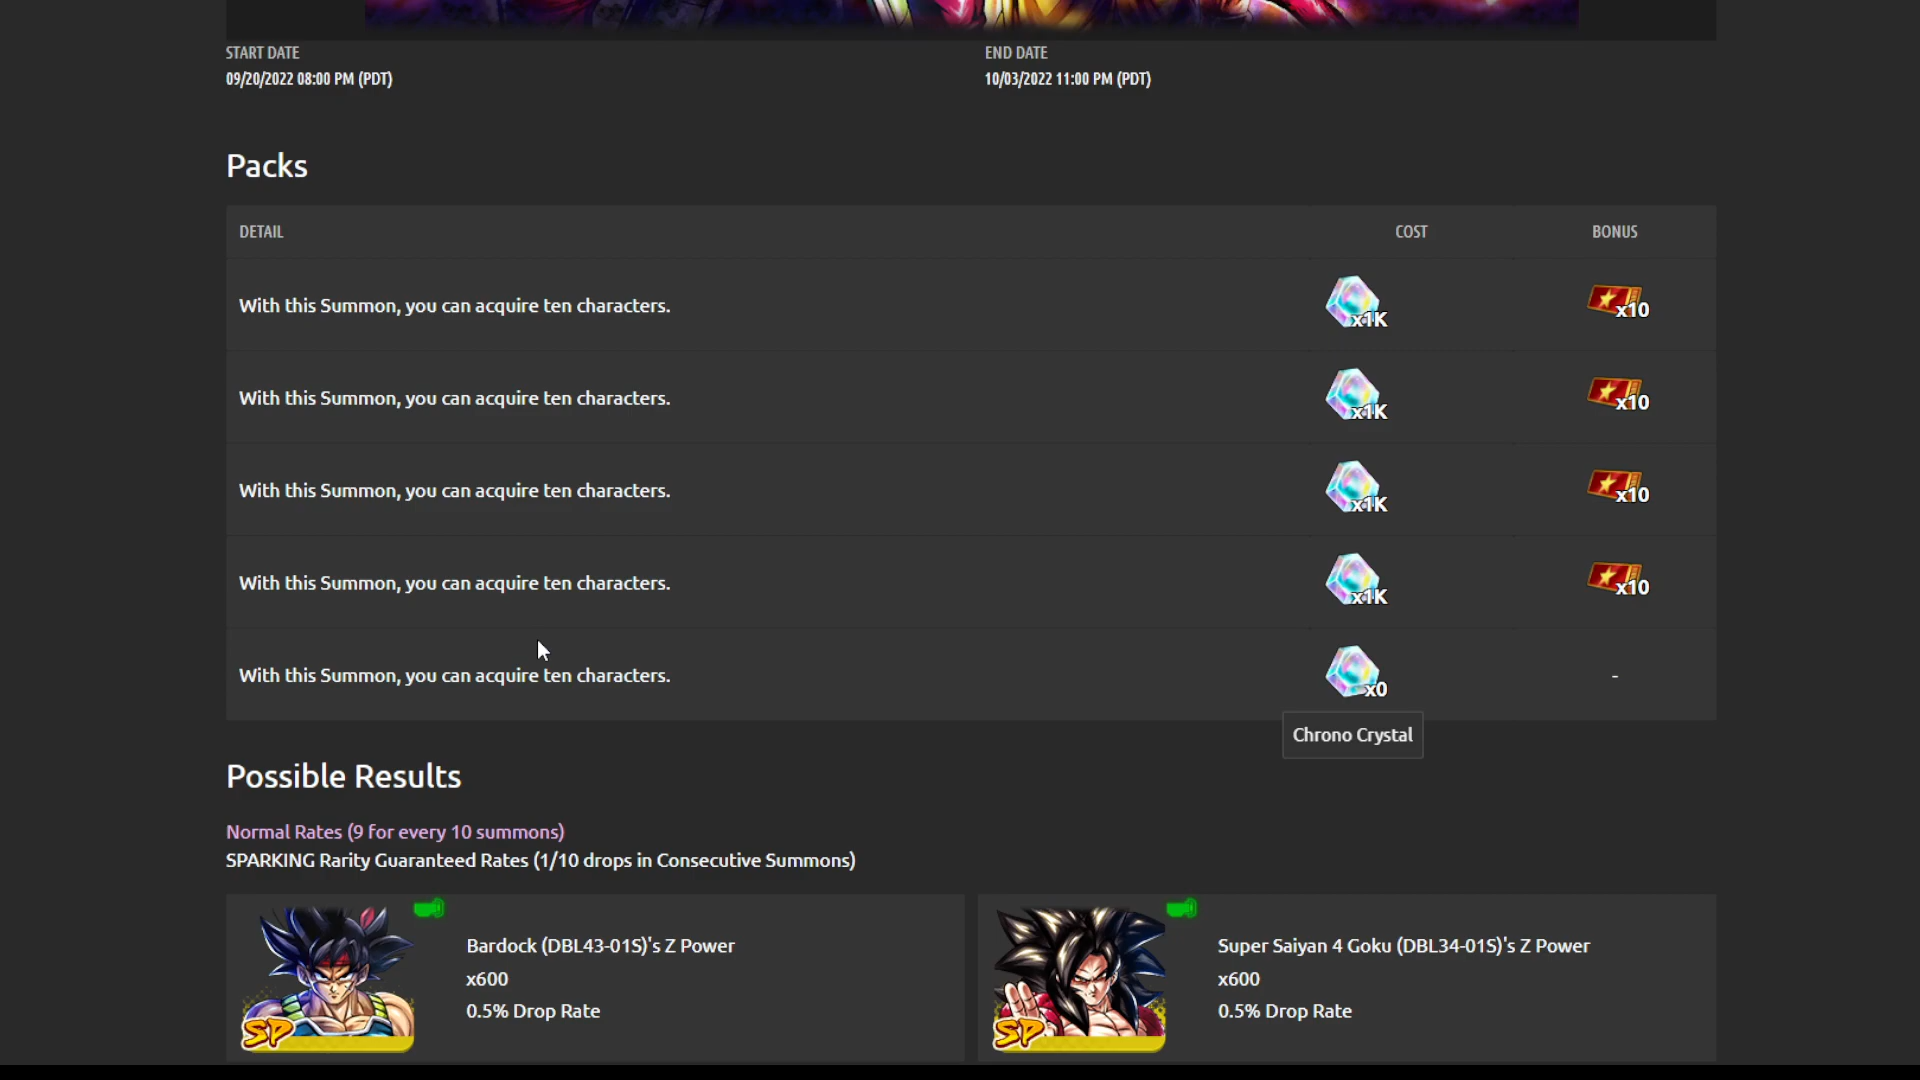 START DATE
END DATE
09/20/2022 08:00 PM (PDT)
10/03/2022 11:00 PM (PDT)
Packs
DETAIL
COST
BONUS
With this Summon, you can acquire ten characters.
x1K
x10
With this Summon, you can acquire ten characters.
x1K
x10
With this Summon, you can acquire ten characters.
x1K
x10
With this Summon, you can acquire ten characters.
x1K
x10
With this Summon, you can acquire ten characters.
x0
-
Chrono Crystal
Possible Results
Normal Rates (9 for every 10 summons)
SPARKING Rarity Guaranteed Rates (1/10 drops in Consecutive Summons)
SP
Bardock (DBL43-01S)'s Z Power
x600
0.5% Drop Rate
SP
Super Saiyan 4 Goku (DBL34-01S)'s Z Power
x600
0.5% Drop Rate